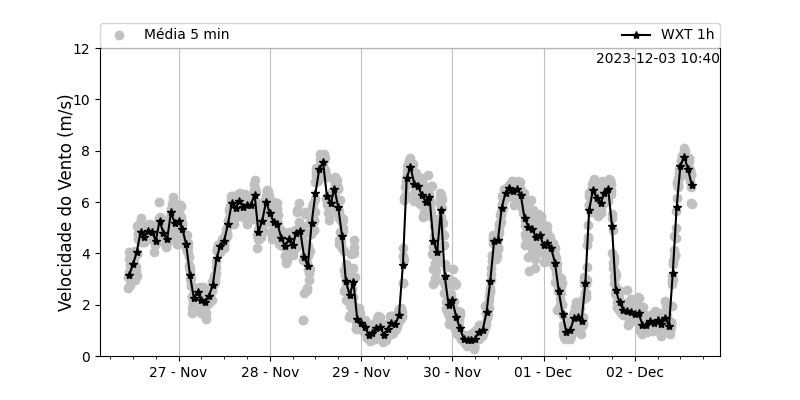 Média 5 min
WXT 1h
2023-12-03 10:40
Velocidade do Vento (m/s)
12
10
8
6
4
2
0
27 - Nov
28 - Nov
29 - Nov
30 - Nov
01 - Dec
02 - Dec